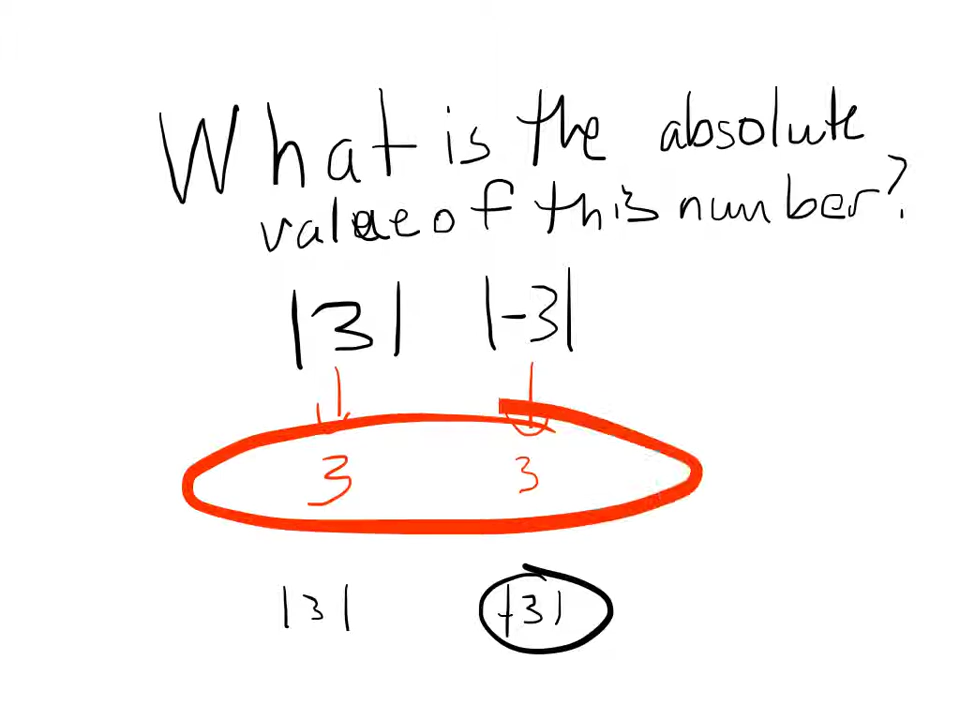 What is the absolute
value of this number?
|3| |-3|
3 3
|3| |-3|